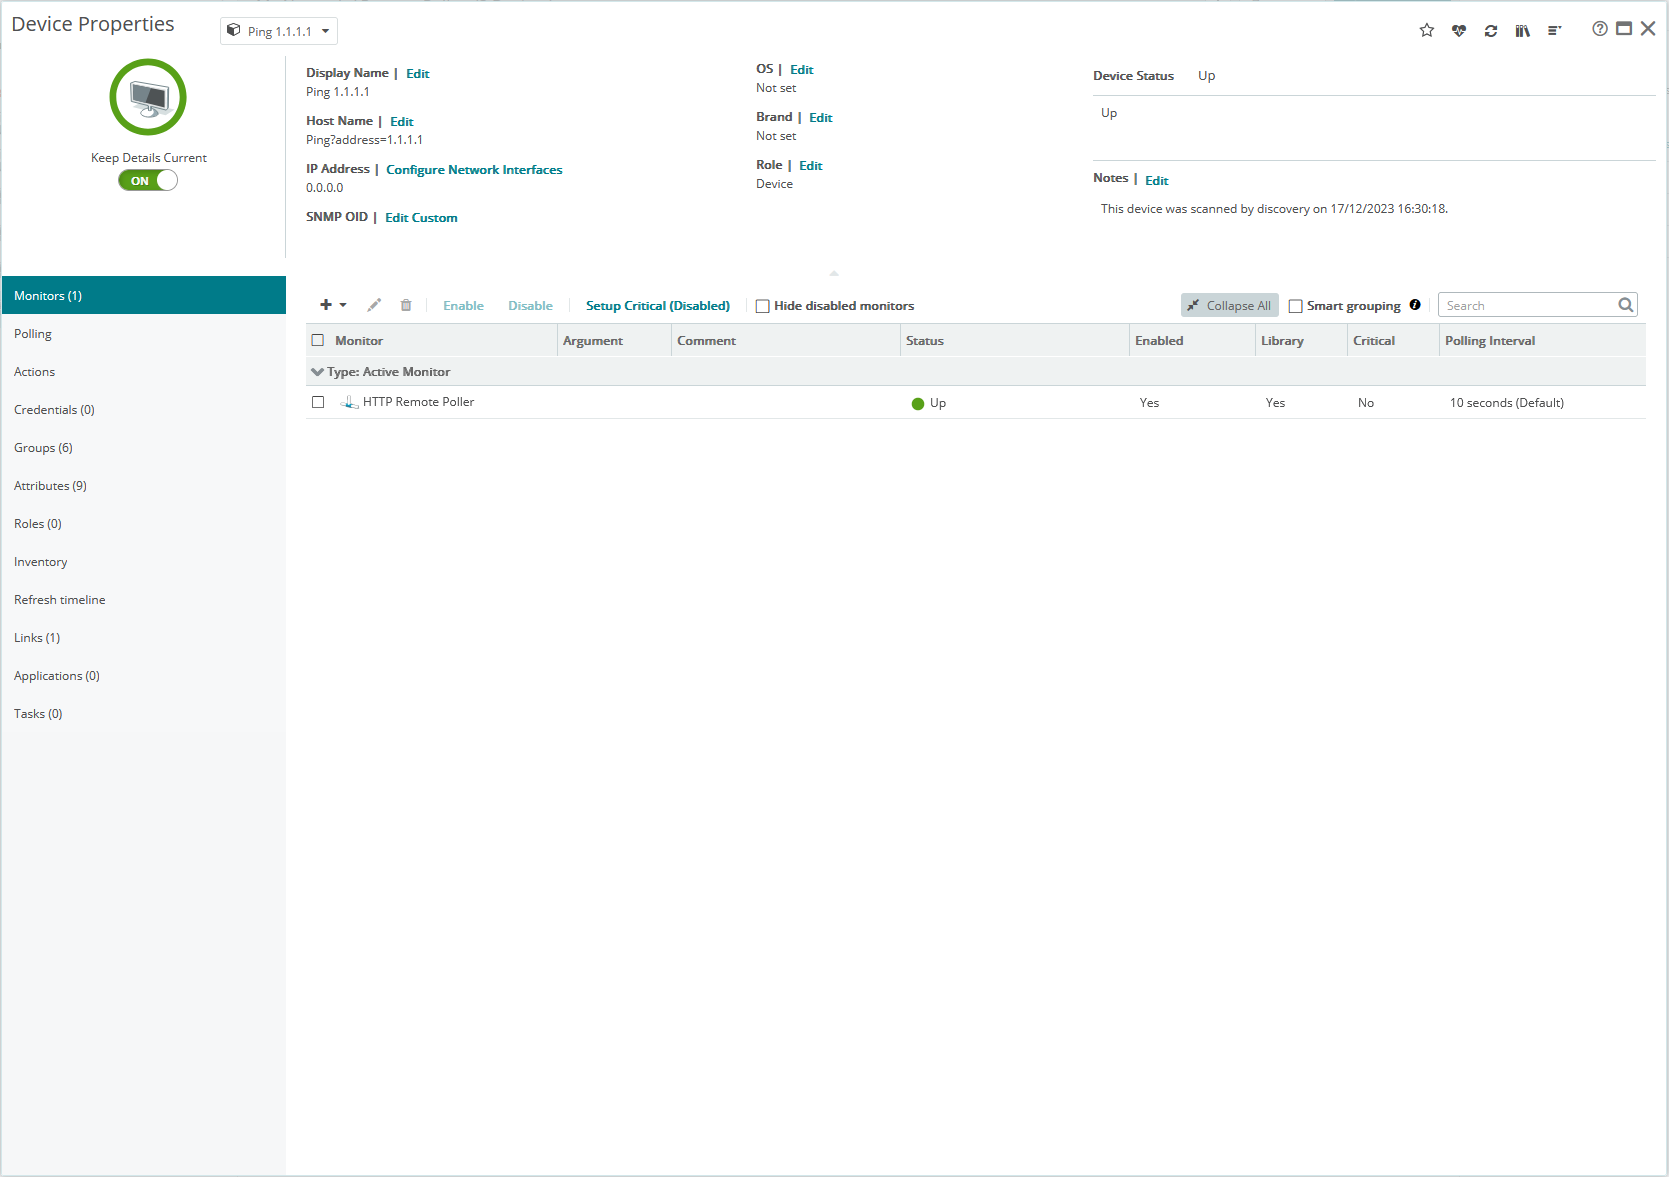 Device Properties
Ping 1.1.1.1
Keep Details Current
ON
Display Name | Edit
Ping 1.1.1.1
Host Name | Edit
Ping?address=1.1.1.1
IP Address | Configure Network Interfaces
0.0.0.0
SNMP OID | Edit Custom
OS | Edit
Not set
Brand | Edit
Not set
Role | Edit
Device
Device Status Up
Up
Notes | Edit
This device was scanned by discovery on 17/12/2023 16:30:18.
Monitors (1)
Polling
Actions
Credentials (0)
Groups (6)
Attributes (9)
Roles (0)
Inventory
Refresh timeline
Links (1)
Applications (0)
Tasks (0)
Enable Disable Setup Critical (Disabled) Hide disabled monitors Collapse All Smart grouping Search
Monitor Argument Comment Status Enabled Library Critical Polling Interval
Type: Active Monitor
HTTP Remote Poller Up Yes Yes No 10 seconds (Default)